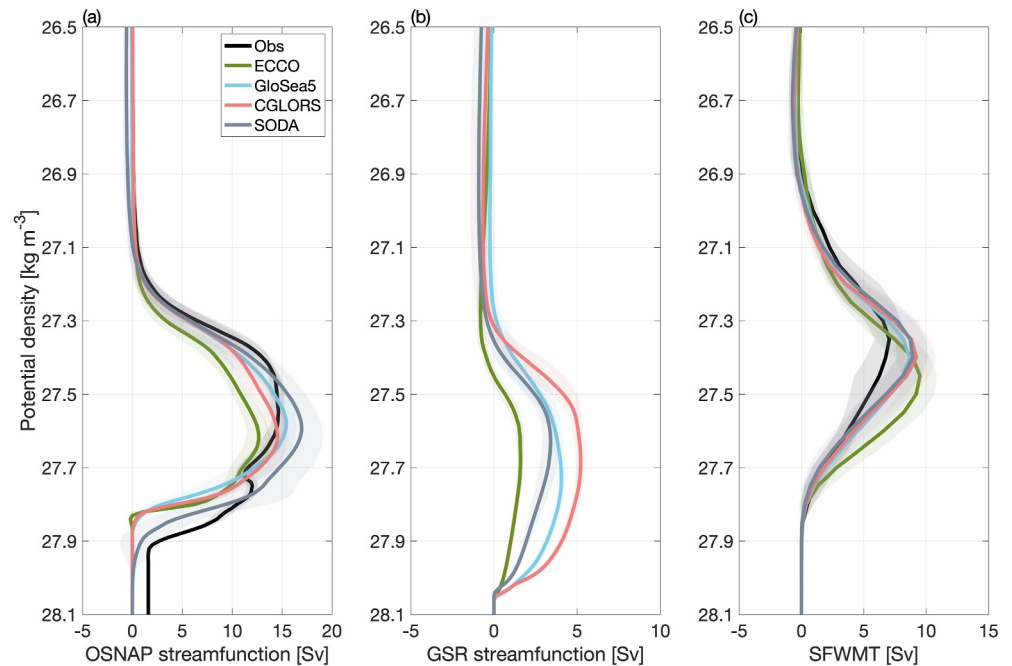 (a)
(b)
(c)
26.5
26.7
26.9
27.1
27.3
27.5
27.7
27.9
28.1
Potential density [kg m-3]
Obs
ECCO
GloSea5
CGLORS
SODA
-5 0 5 10 15 20
OSNAP streamfunction [Sv]
26.5
26.7
26.9
27.1
27.3
27.5
27.7
27.9
28.1
-5 0 5 10
GSR streamfunction [Sv]
26.5
26.7
26.9
27.1
27.3
27.5
27.7
27.9
28.1
-5 0 5 10 15
SFWMT [Sv]